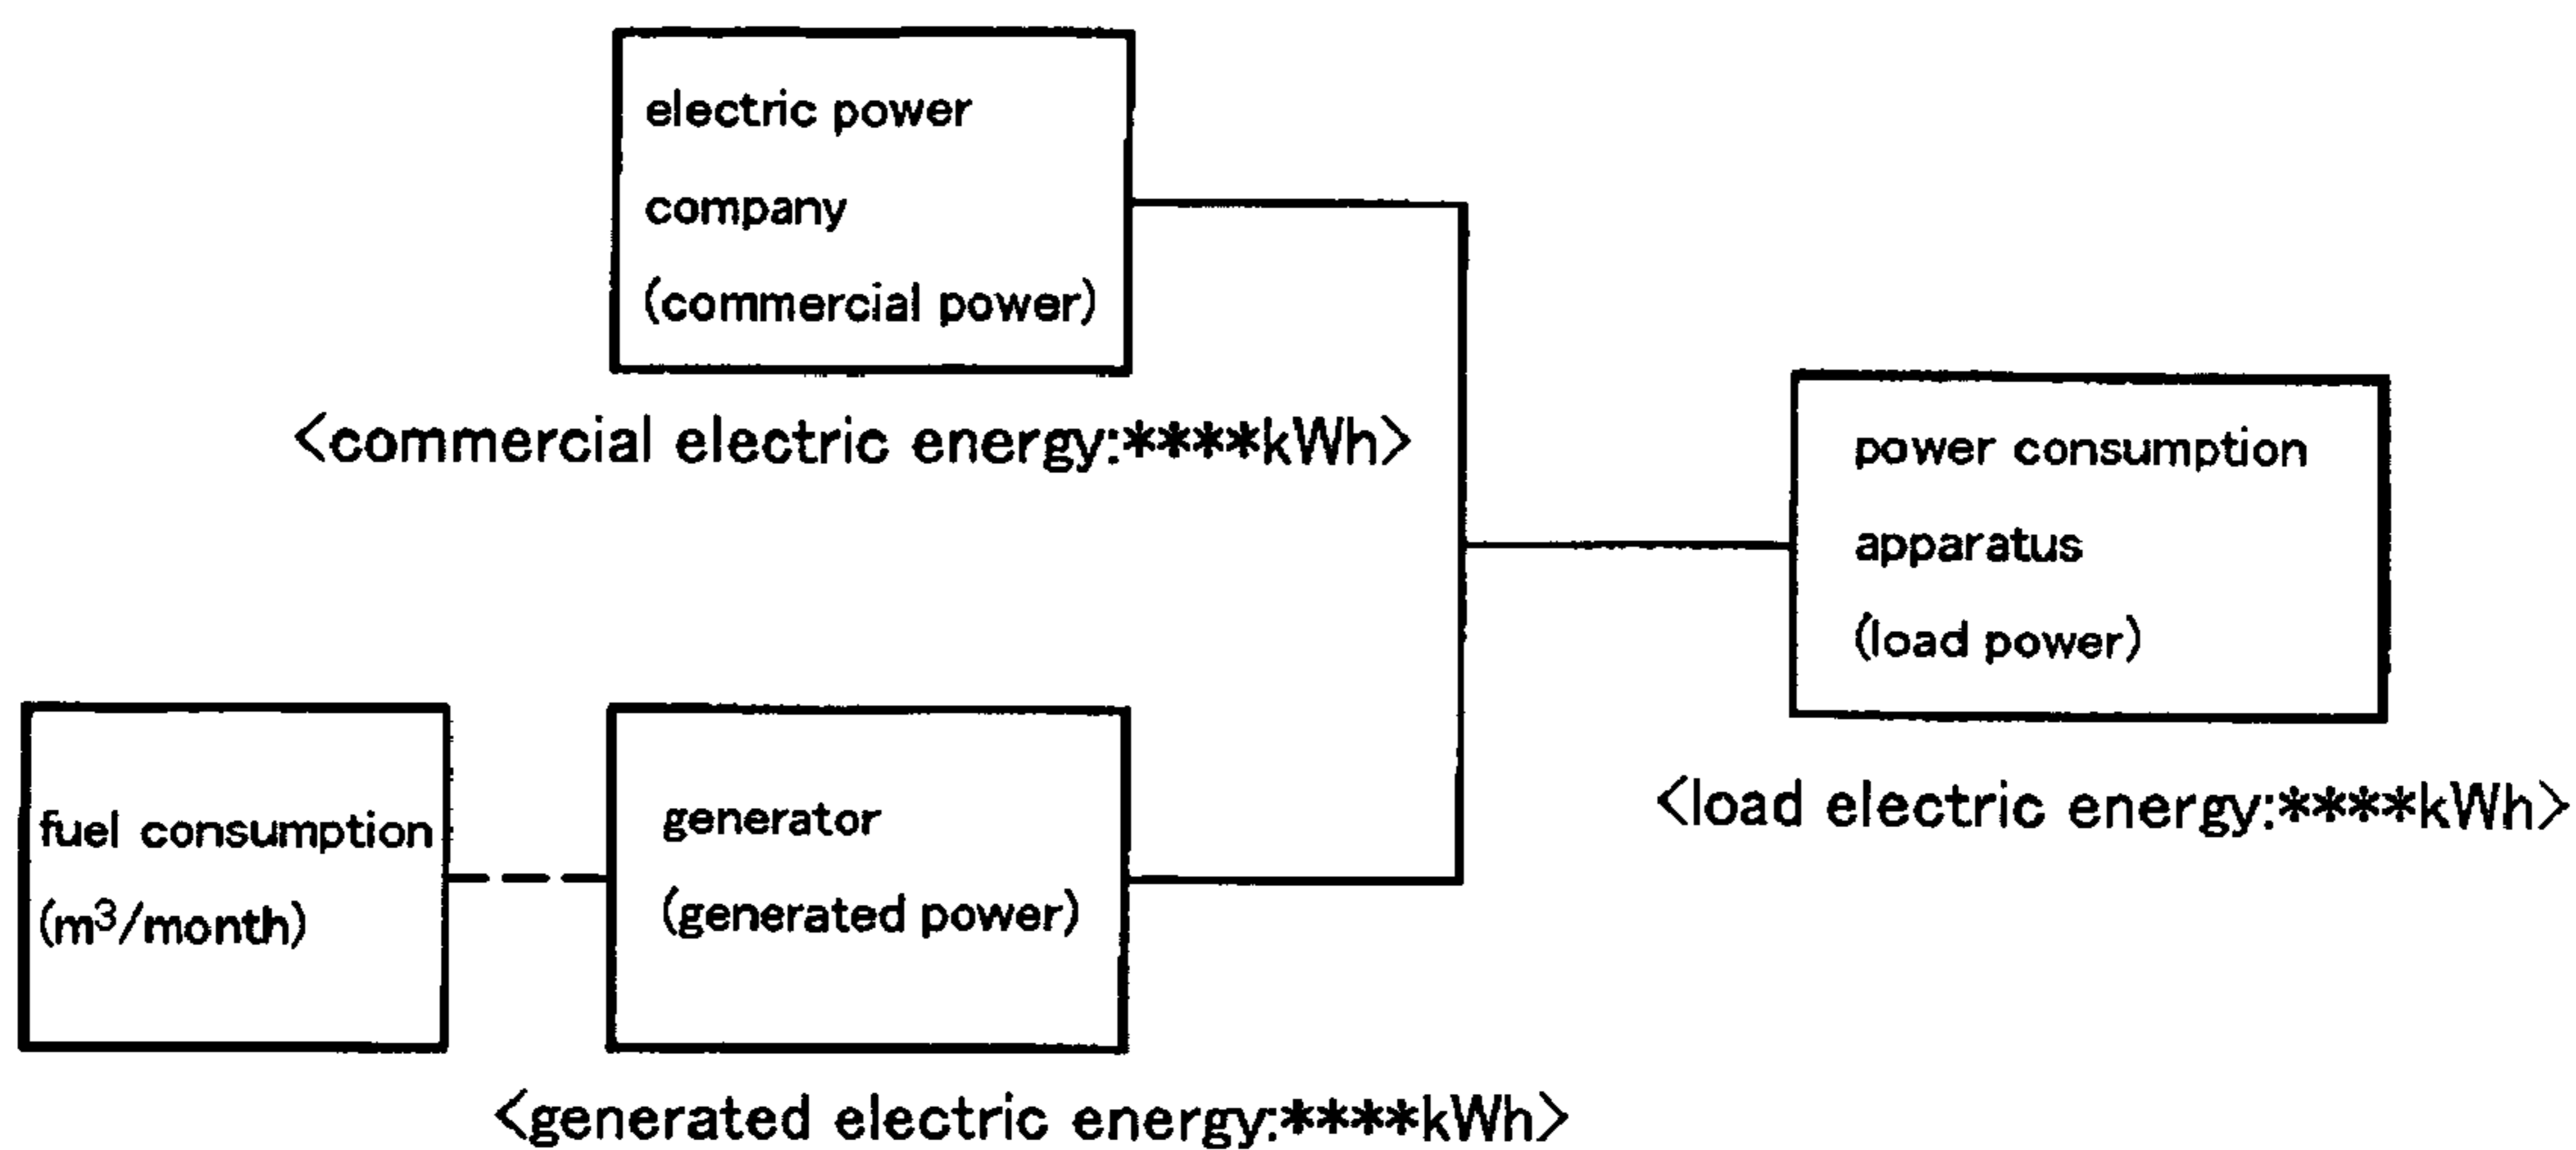 electric power
company
(commercial power)
<commercial electric energy:****kWh>
power consumption
apparatus
(load power)
<load electric energy:****kWh>
fuel consumption
(m³/month)
generator
(generated power)
<generated electric energy:****kWh>